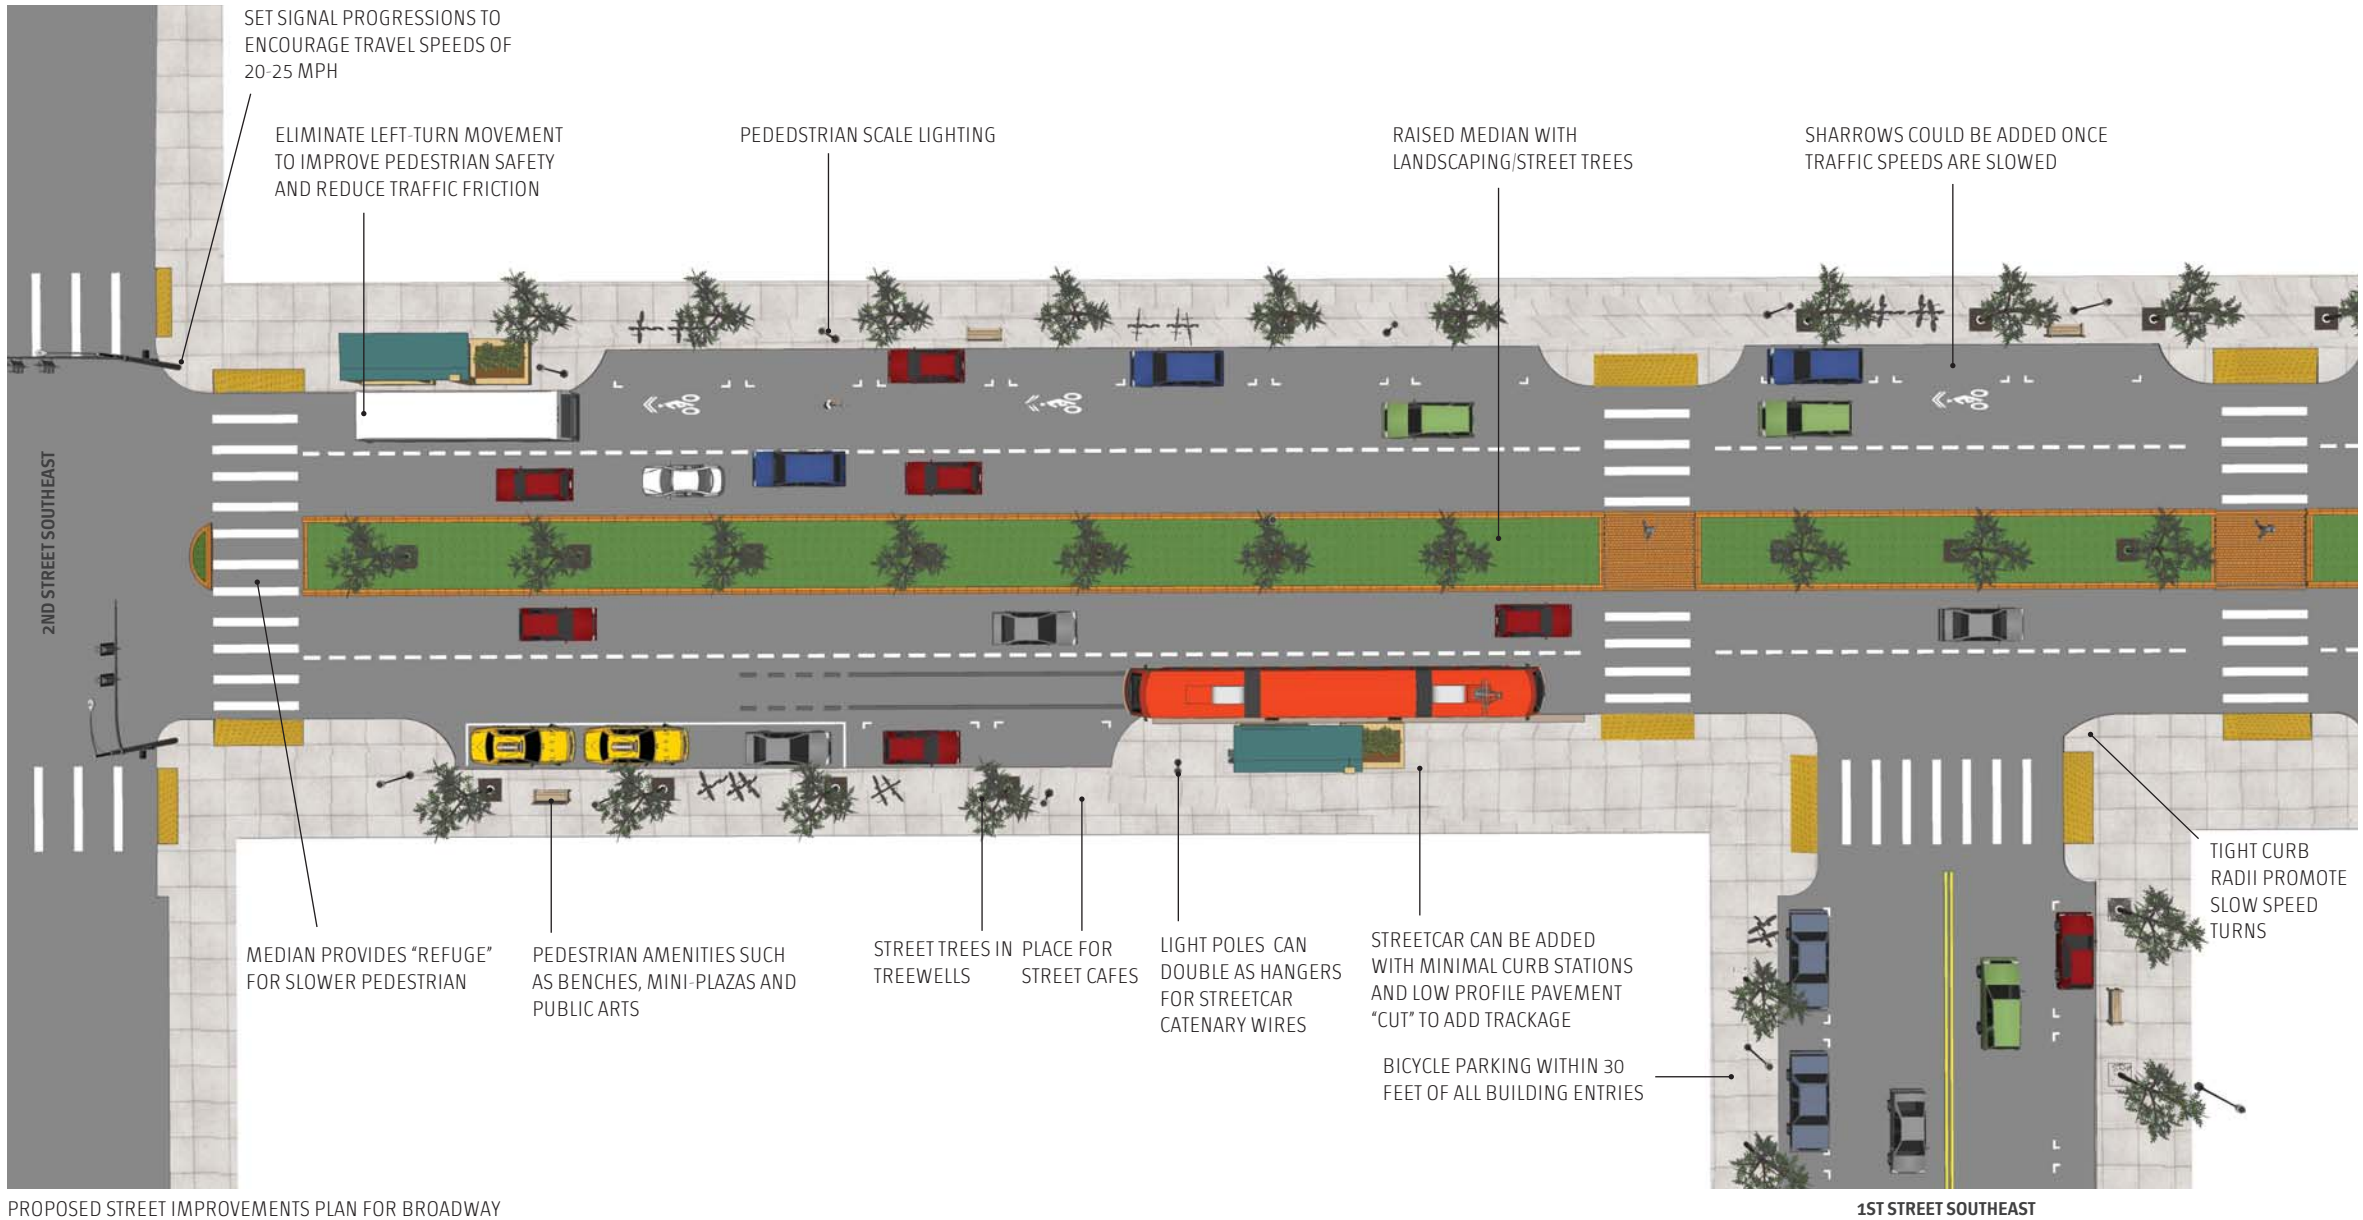 SET SIGNAL PROGRESSIONS TO
ENCOURAGE TRAVEL SPEEDS OF
20-25 MPH
ELIMINATE LEFT-TURN MOVEMENT
TO IMPROVE PEDESTRIAN SAFETY
AND REDUCE TRAFFIC FRICTION
PEDEDSTRIAN SCALE LIGHTING
RAISED MEDIAN WITH
LANDSCAPING/STREET TREES
SHARROWS COULD BE ADDED ONCE
TRAFFIC SPEEDS ARE SLOWED
2ND STREET SOUTHEAST
MEDIAN PROVIDES “REFUGE”
FOR SLOWER PEDESTRIAN
PEDESTRIAN AMENITIES SUCH
AS BENCHES, MINI-PLAZAS AND
PUBLIC ARTS
STREET TREES IN
TREEWELLS
PLACE FOR
STREET CAFES
LIGHT POLES CAN
DOUBLE AS HANGERS
FOR STREETCAR
CATENARY WIRES
STREETCAR CAN BE ADDED
WITH MINIMAL CURB STATIONS
AND LOW PROFILE PAVEMENT
“CUT” TO ADD TRACKAGE
BICYCLE PARKING WITHIN 30
FEET OF ALL BUILDING ENTRIES
TIGHT CURB
RADII PROMOTE
SLOW SPEED
TURNS
PROPOSED STREET IMPROVEMENTS PLAN FOR BROADWAY
1ST STREET SOUTHEAST